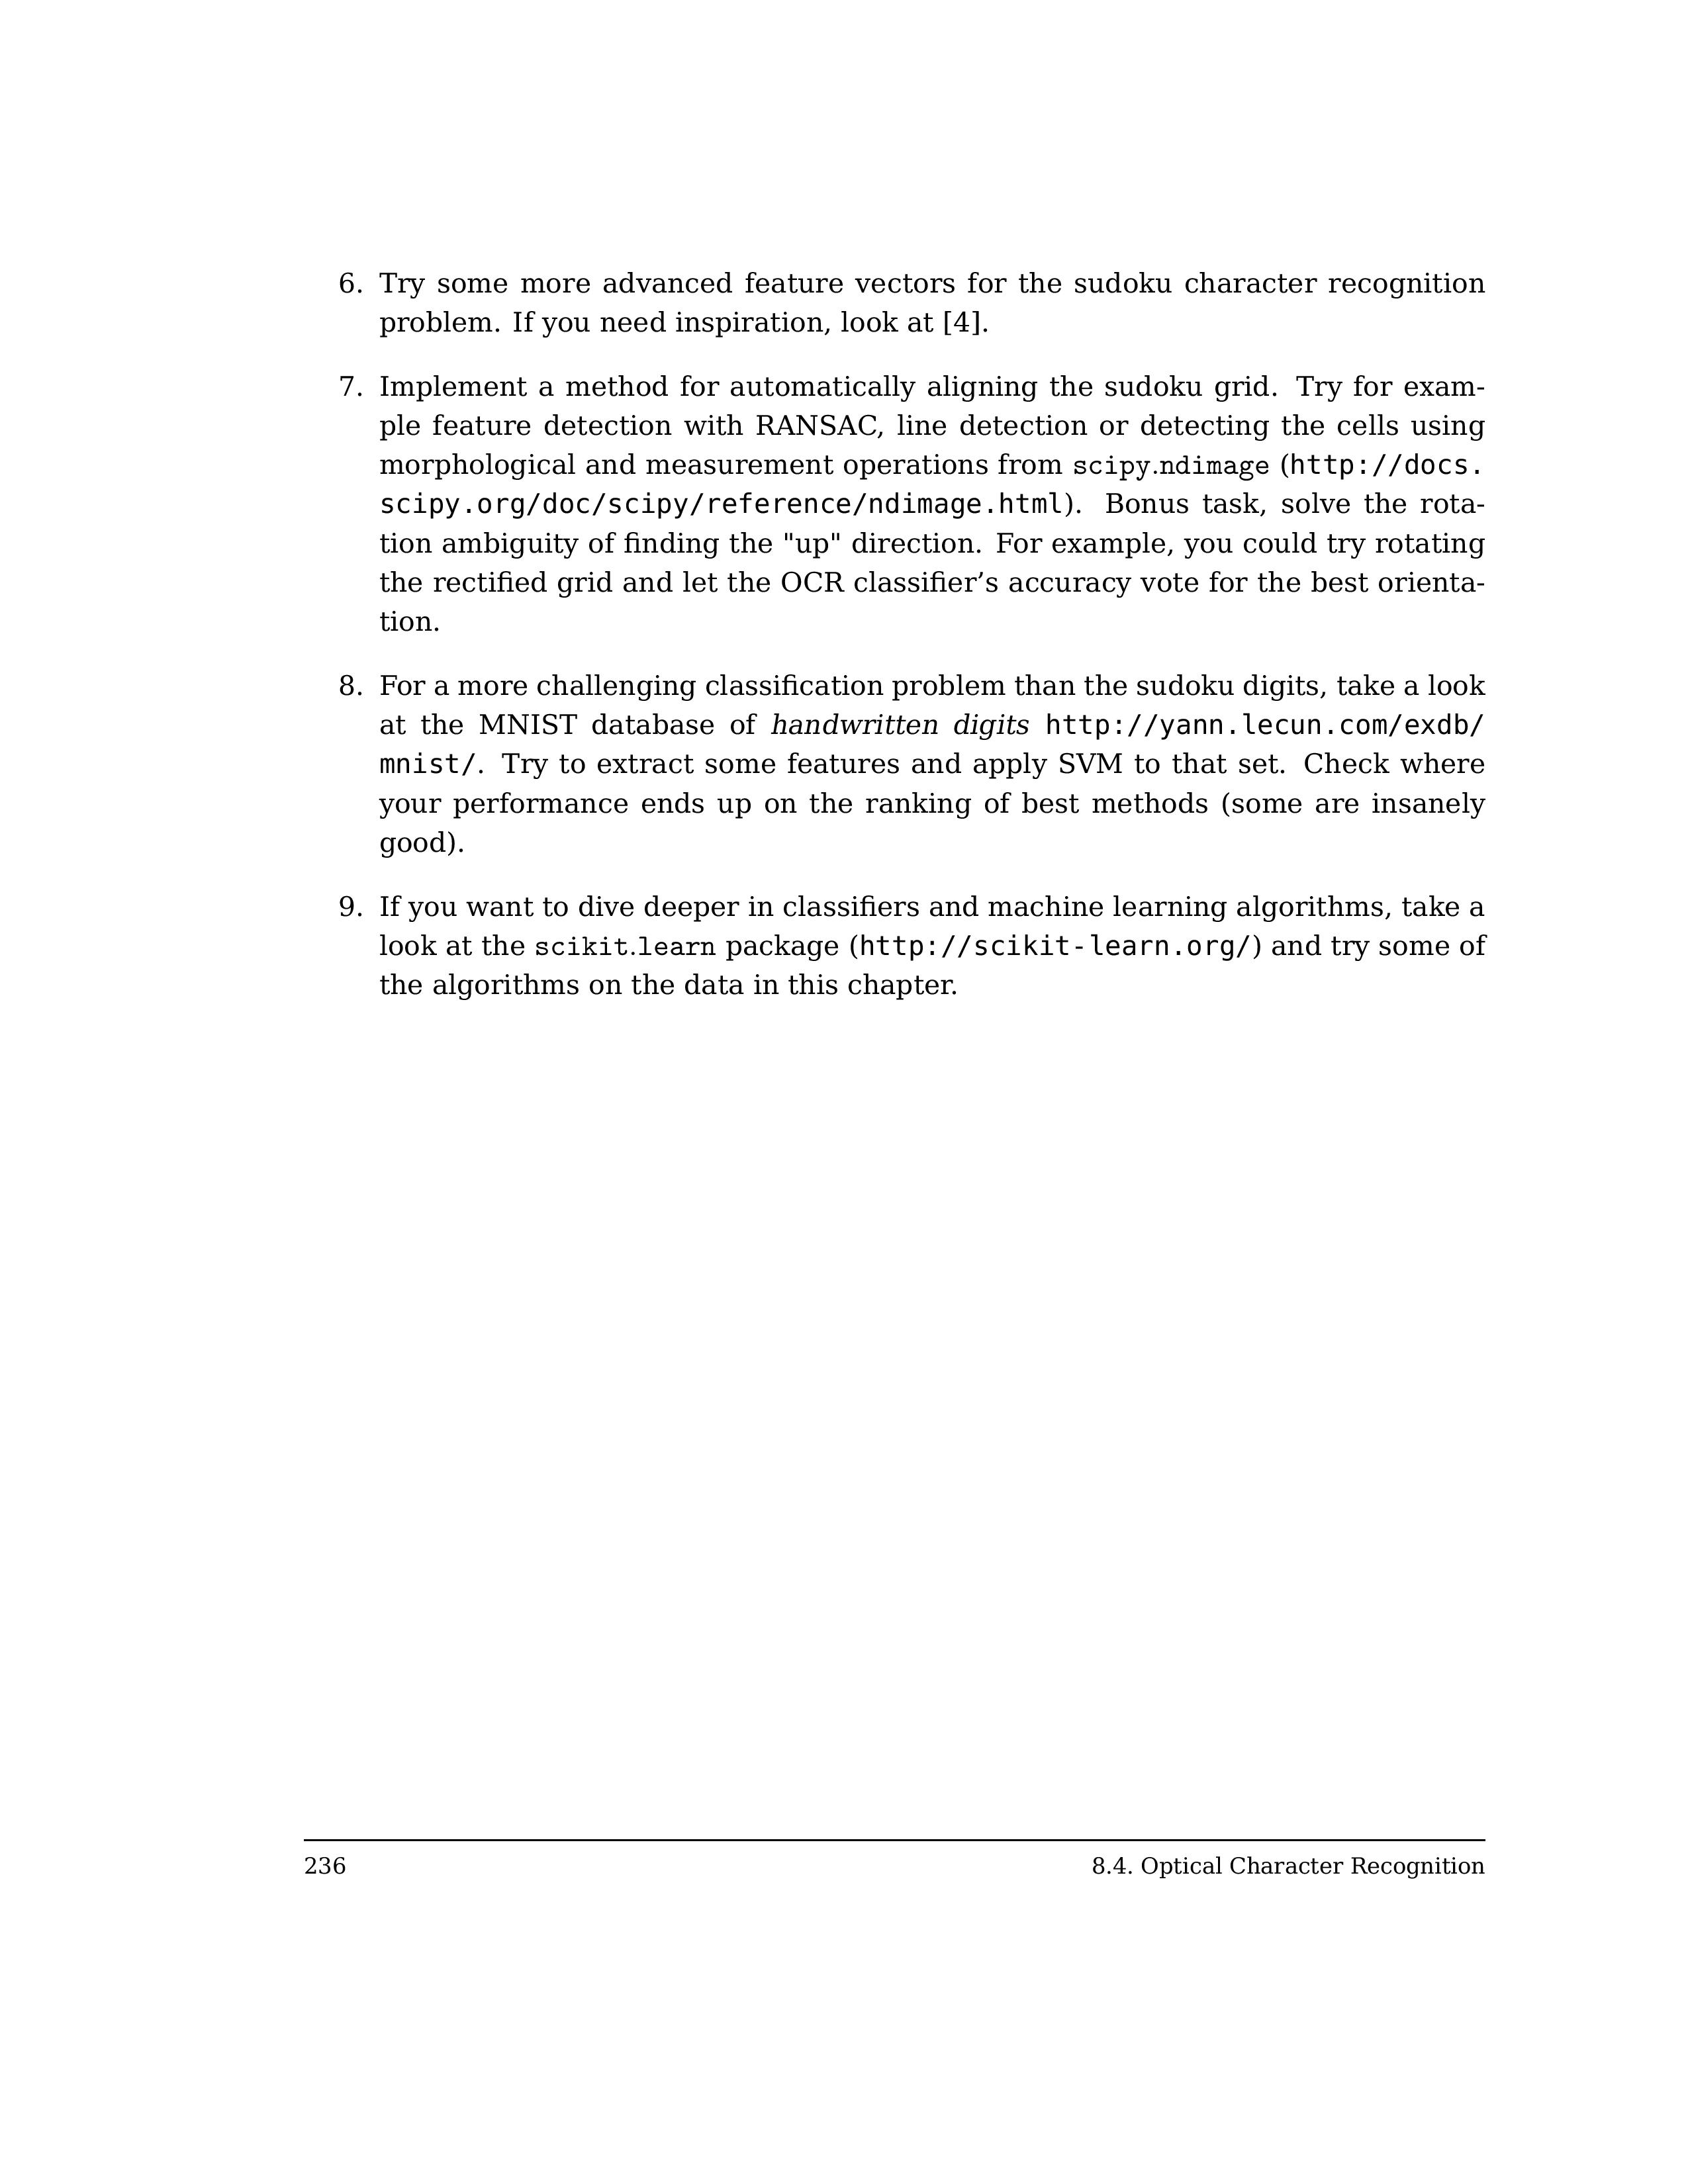 6. Try some more advanced feature vectors for the sudoku character recognition
problem. If you need inspiration, look at [4].
7. Implement a method for automatically aligning the sudoku grid. Try for exam-
ple feature detection with RANSAC, line detection or detecting the cells using
morphological and measurement operations from scipy.ndimage (http://docs.
scipy.org/doc/scipy/reference/ndimage.html). Bonus task, solve the rota-
tion ambiguity of finding the "up" direction. For example, you could try rotating
the rectified grid and let the OCR classifier’s accuracy vote for the best orienta-
tion.
8. For a more challenging classification problem than the sudoku digits, take a look
at the MNIST database of handwritten digits http://yann.lecun.com/exdb/
mnist/. Try to extract some features and apply SVM to that set. Check where
your performance ends up on the ranking of best methods (some are insanely
good).
9. If you want to dive deeper in classifiers and machine learning algorithms, take a
look at the scikit.learn package (http://scikit-learn.org/) and try some of
the algorithms on the data in this chapter.
236 8.4. Optical Character Recognition